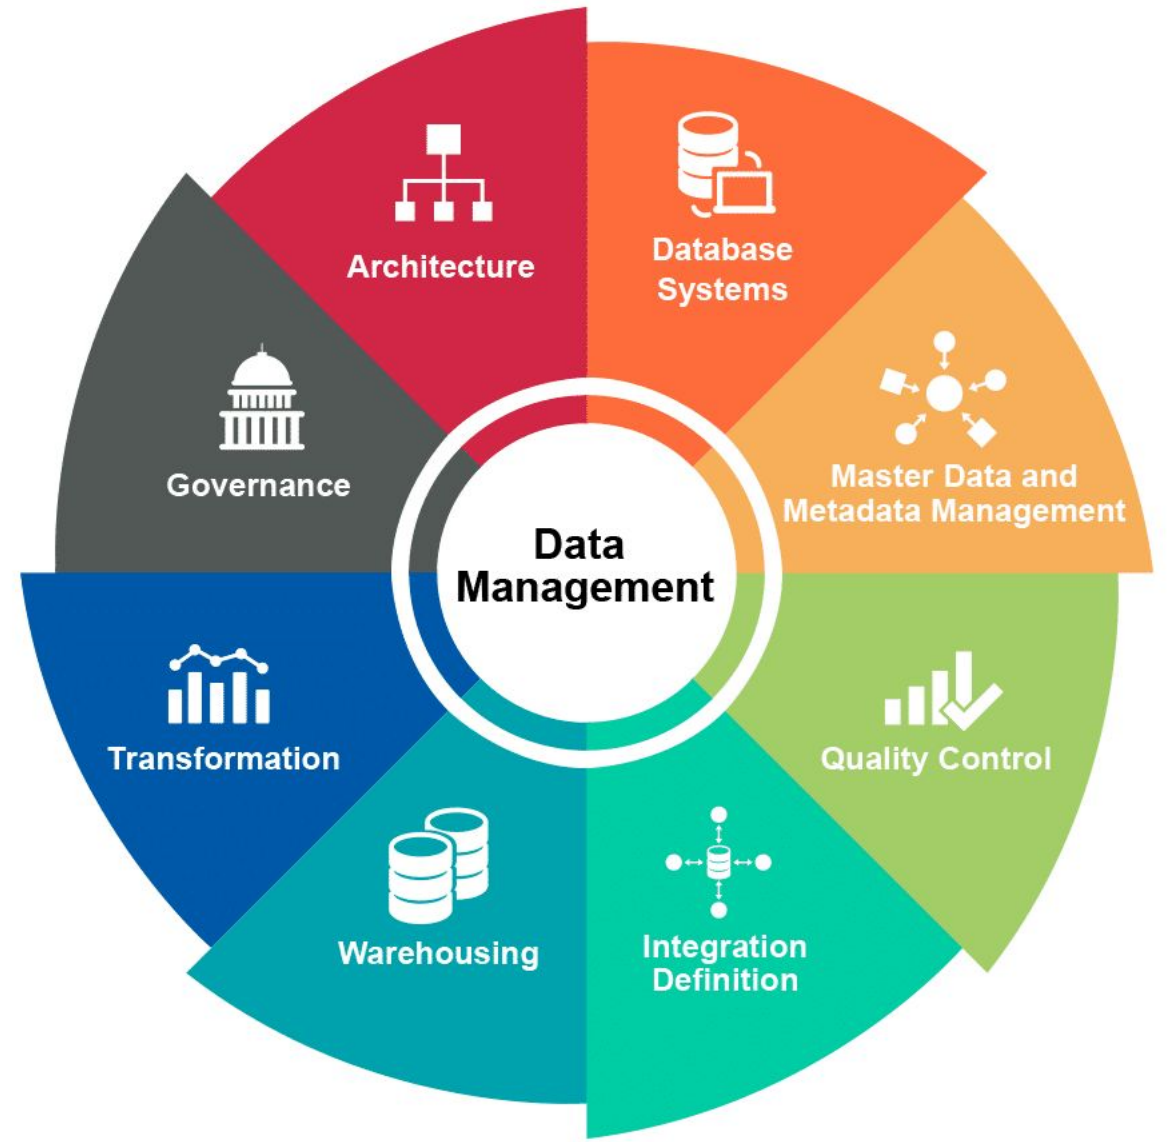 Data
Management
Database
Systems
Master Data and
Metadata Management
Quality Control
Integration
Definition
Warehousing
Transformation
Governance
Architecture